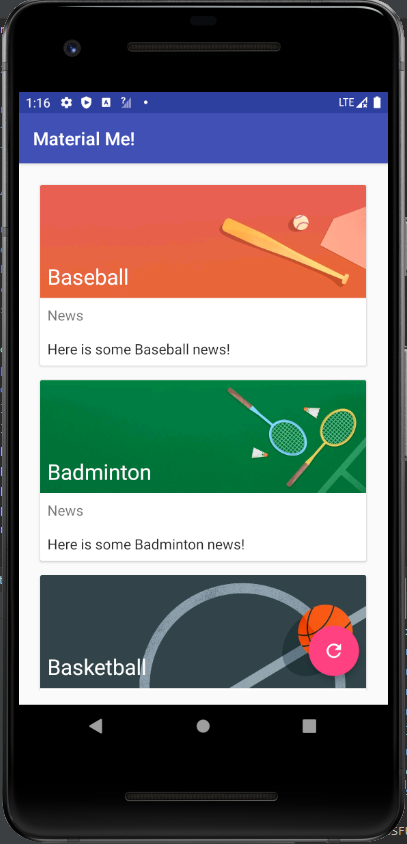 1:16
LTE
Material Me!
Baseball
News
Here is some Baseball news!
Badminton
News
Here is some Badminton news!
Basketball